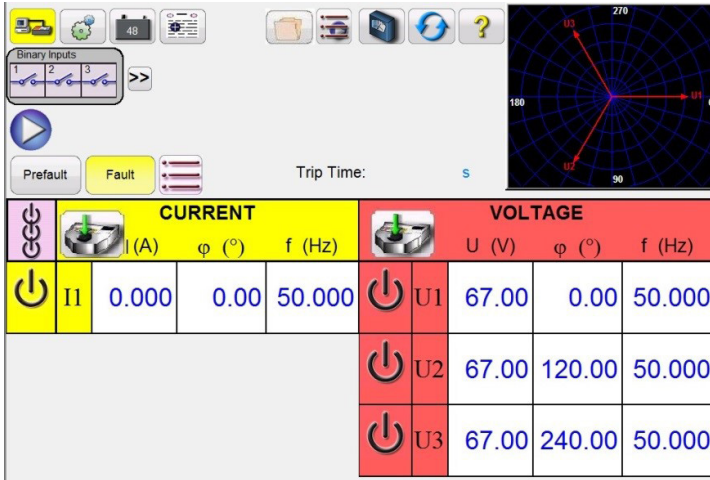 48
?
Binary Inputs
1 2 3
>>
Prefault Fault Trip Time: s
270
U3
180 U1
U2
90
CURRENT VOLTAGE
I (A) φ (°) f (Hz) U (V) φ (°) f (Hz)
I1 0.000 0.00 50.000 U1 67.00 0.00 50.000
U2 67.00 120.00 50.000
U3 67.00 240.00 50.000